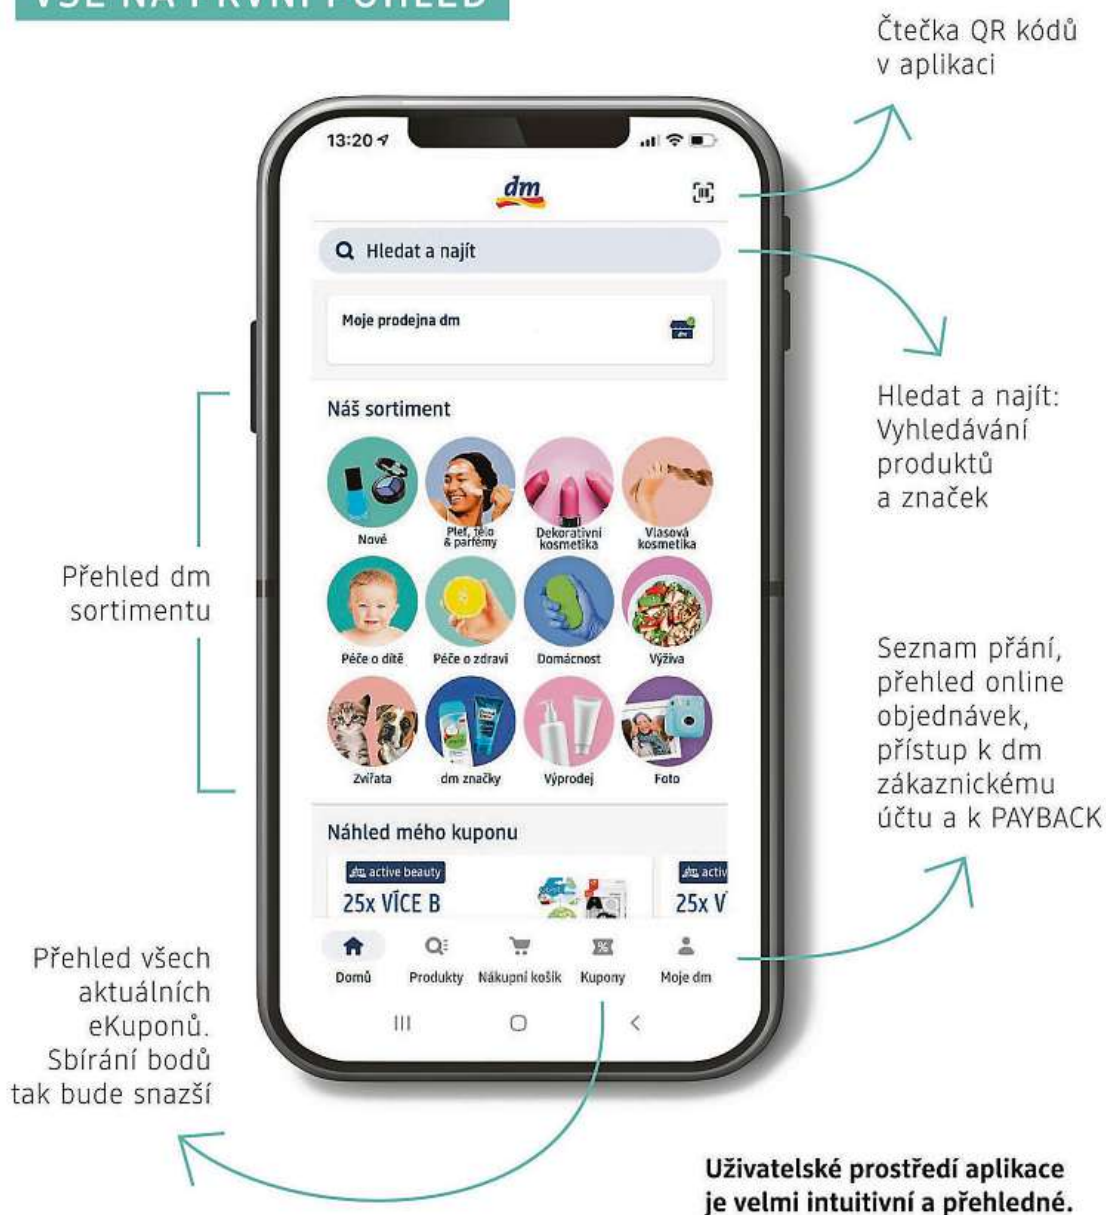 VŠE NA PRVNÍ POHLED
Čtečka QR kódů
v aplikaci
13:20
dm
Hledat a najít
Moje prodejna dm
dm
Náš sortiment
Nové
Pleť, tělo
& parfémy
Dekorativní
kosmetika
Vlasová
kosmetika
Péče o dítě
Péče o zdraví
Domácnost
Výživa
Zvířata
dm značky
Výprodej
Foto
Náhled mého kuponu
dm active beauty
25x VÍCE B
dm activ
25x V
Domů
Produkty
Nákupní košík
Kupony
Moje dm
Hledat a najít:
Vyhledávání
produktů
a značek
Přehled dm
sortimentu
Seznam přání,
přehled online
objednávek,
přístup k dm
zákaznickému
účtu a k PAYBACK
Přehled všech
aktuálních
eKuponů.
Sbírání bodů
tak bude snazší
Uživatelské prostředí aplikace
je velmi intuitivní a přehledné.